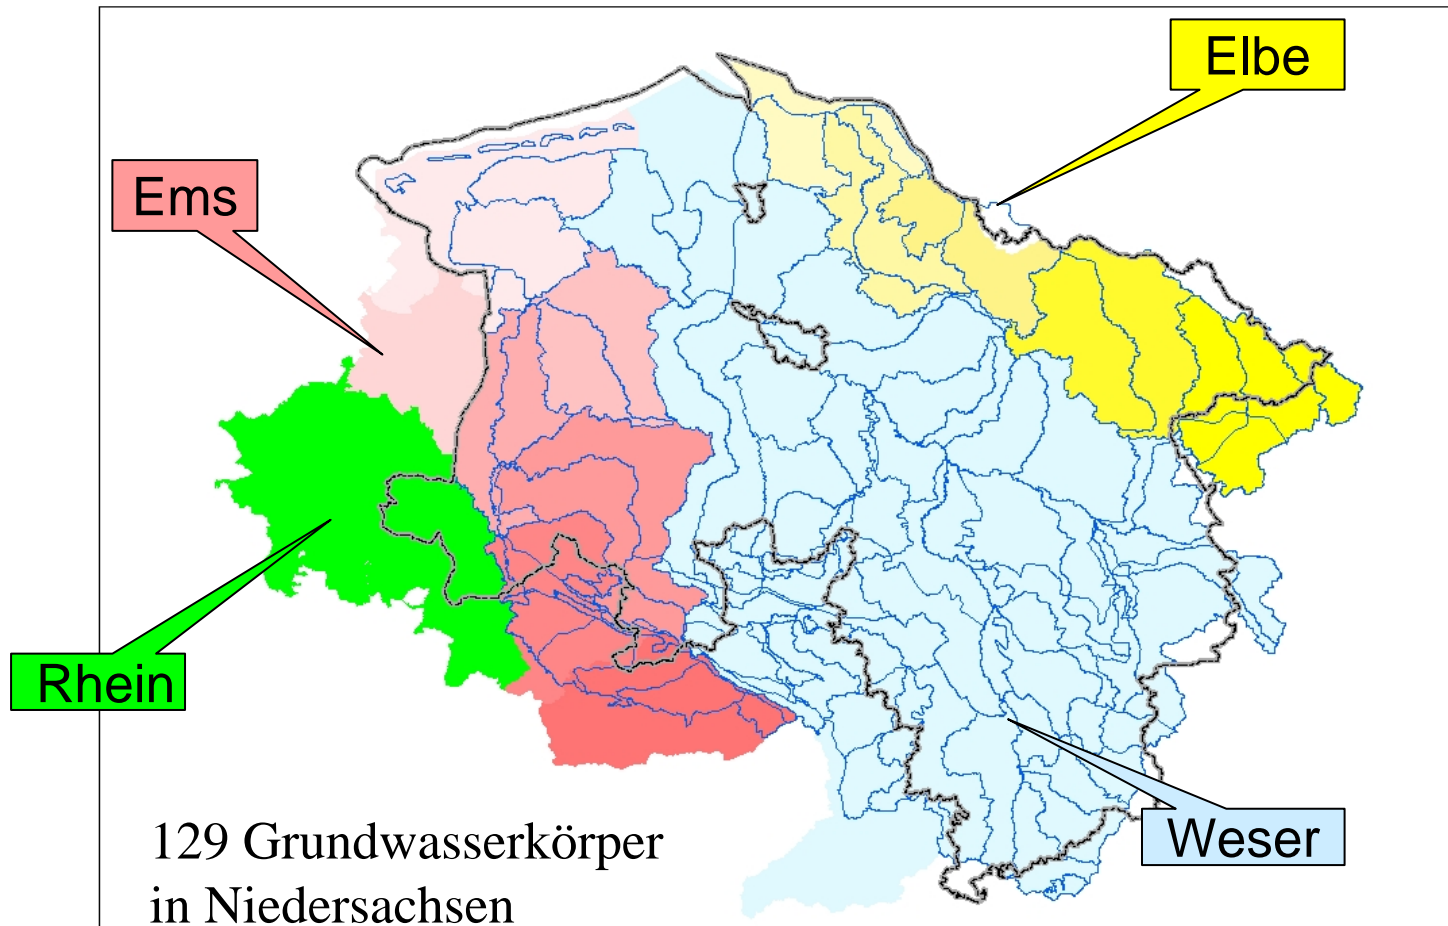 Elbe
Ems
Rhein
Weser
129 Grundwasserkörper
in Niedersachsen